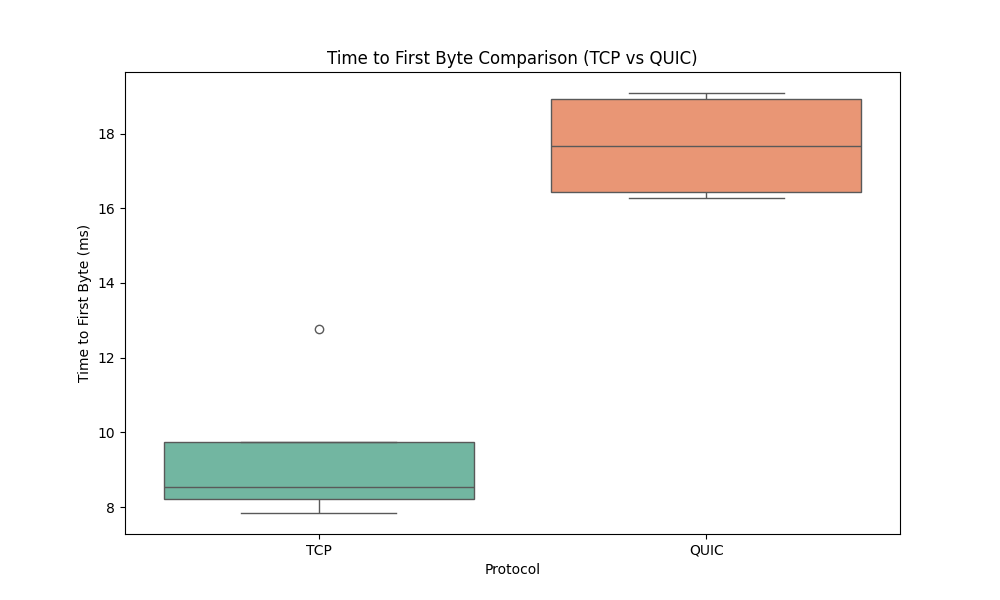 Time to First Byte Comparison (TCP vs QUIC)
Time to First Byte (ms)
18
16
14
12
10
8
TCP
QUIC
Protocol